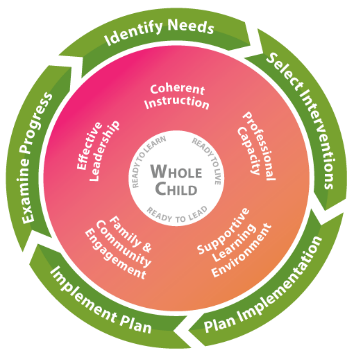 Identify Needs
Select Interventions
Plan Implementation
Implement Plan
Examine Progress
Coherent
Instruction
Professional
Capacity
Supportive
Learning
Environment
Family &
Community
Engagement
Effective
Leadership
READY TO LEARN
READY TO LIVE
READY TO LEAD
WHOLE
CHILD